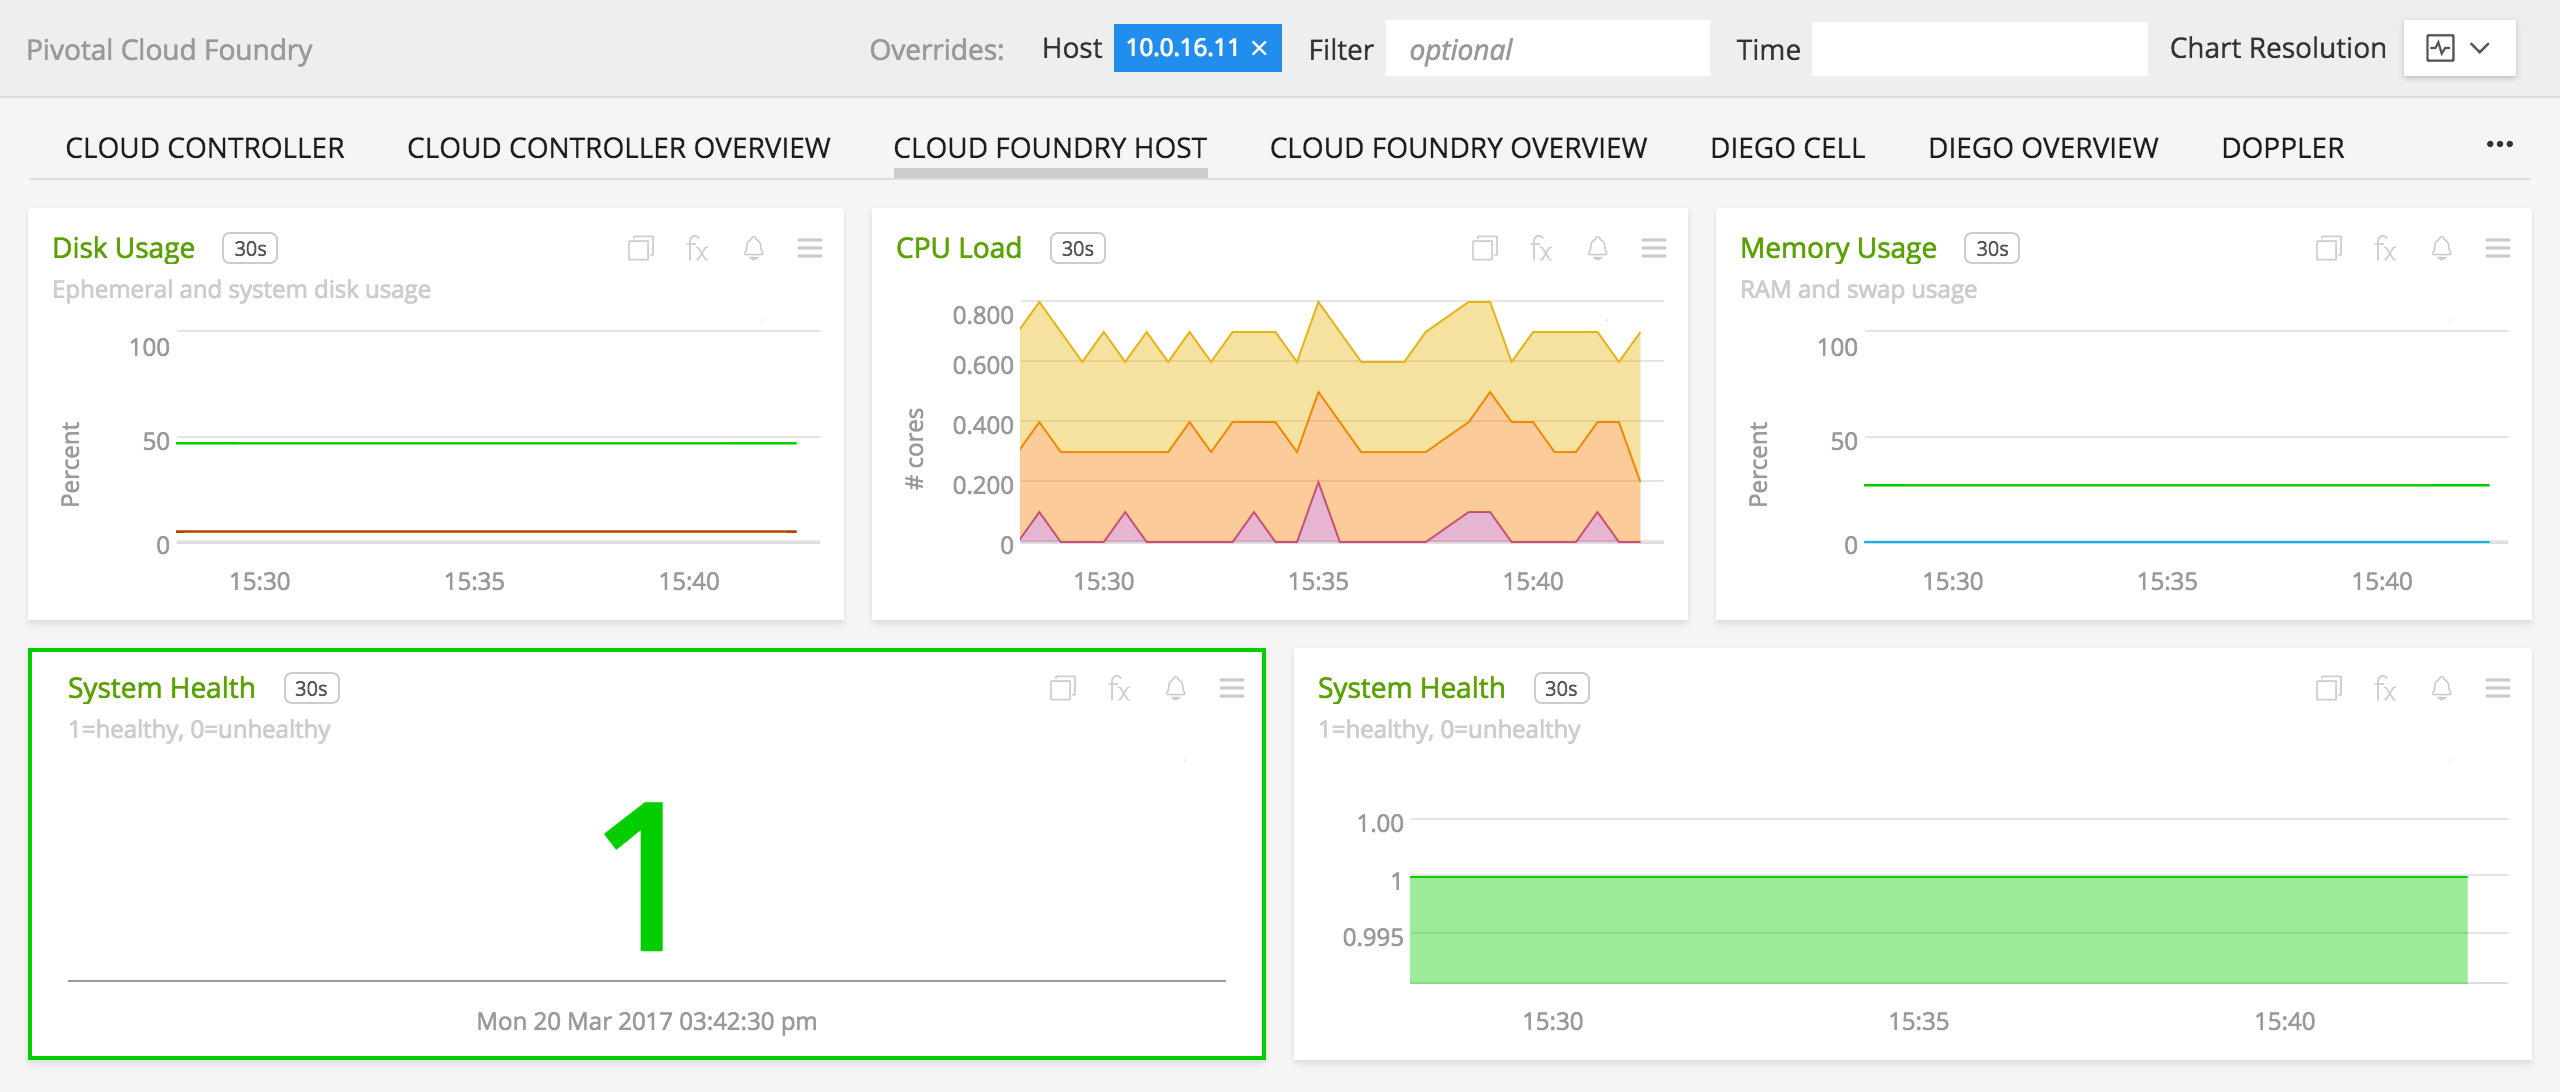 Pivotal Cloud Foundry Overrides: Host 10.0.16.11 × Filter optional Time Chart Resolution
CLOUD CONTROLLER CLOUD CONTROLLER OVERVIEW CLOUD FOUNDRY HOST CLOUD FOUNDRY OVERVIEW DIEGO CELL DIEGO OVERVIEW DOPPLER ...
Disk Usage 30s fx
Ephemeral and system disk usage
Percent
100
50
0
15:30 15:35 15:40
CPU Load 30s fx
# cores
0.800
0.600
0.400
0.200
0
15:30 15:35 15:40
Memory Usage 30s fx
RAM and swap usage
Percent
100
50
0
15:30 15:35 15:40
System Health 30s fx
1=healthy, 0=unhealthy
1
Mon 20 Mar 2017 03:42:30 pm
System Health 30s fx
1=healthy, 0=unhealthy
1.00
1
0.995
15:30 15:35 15:40